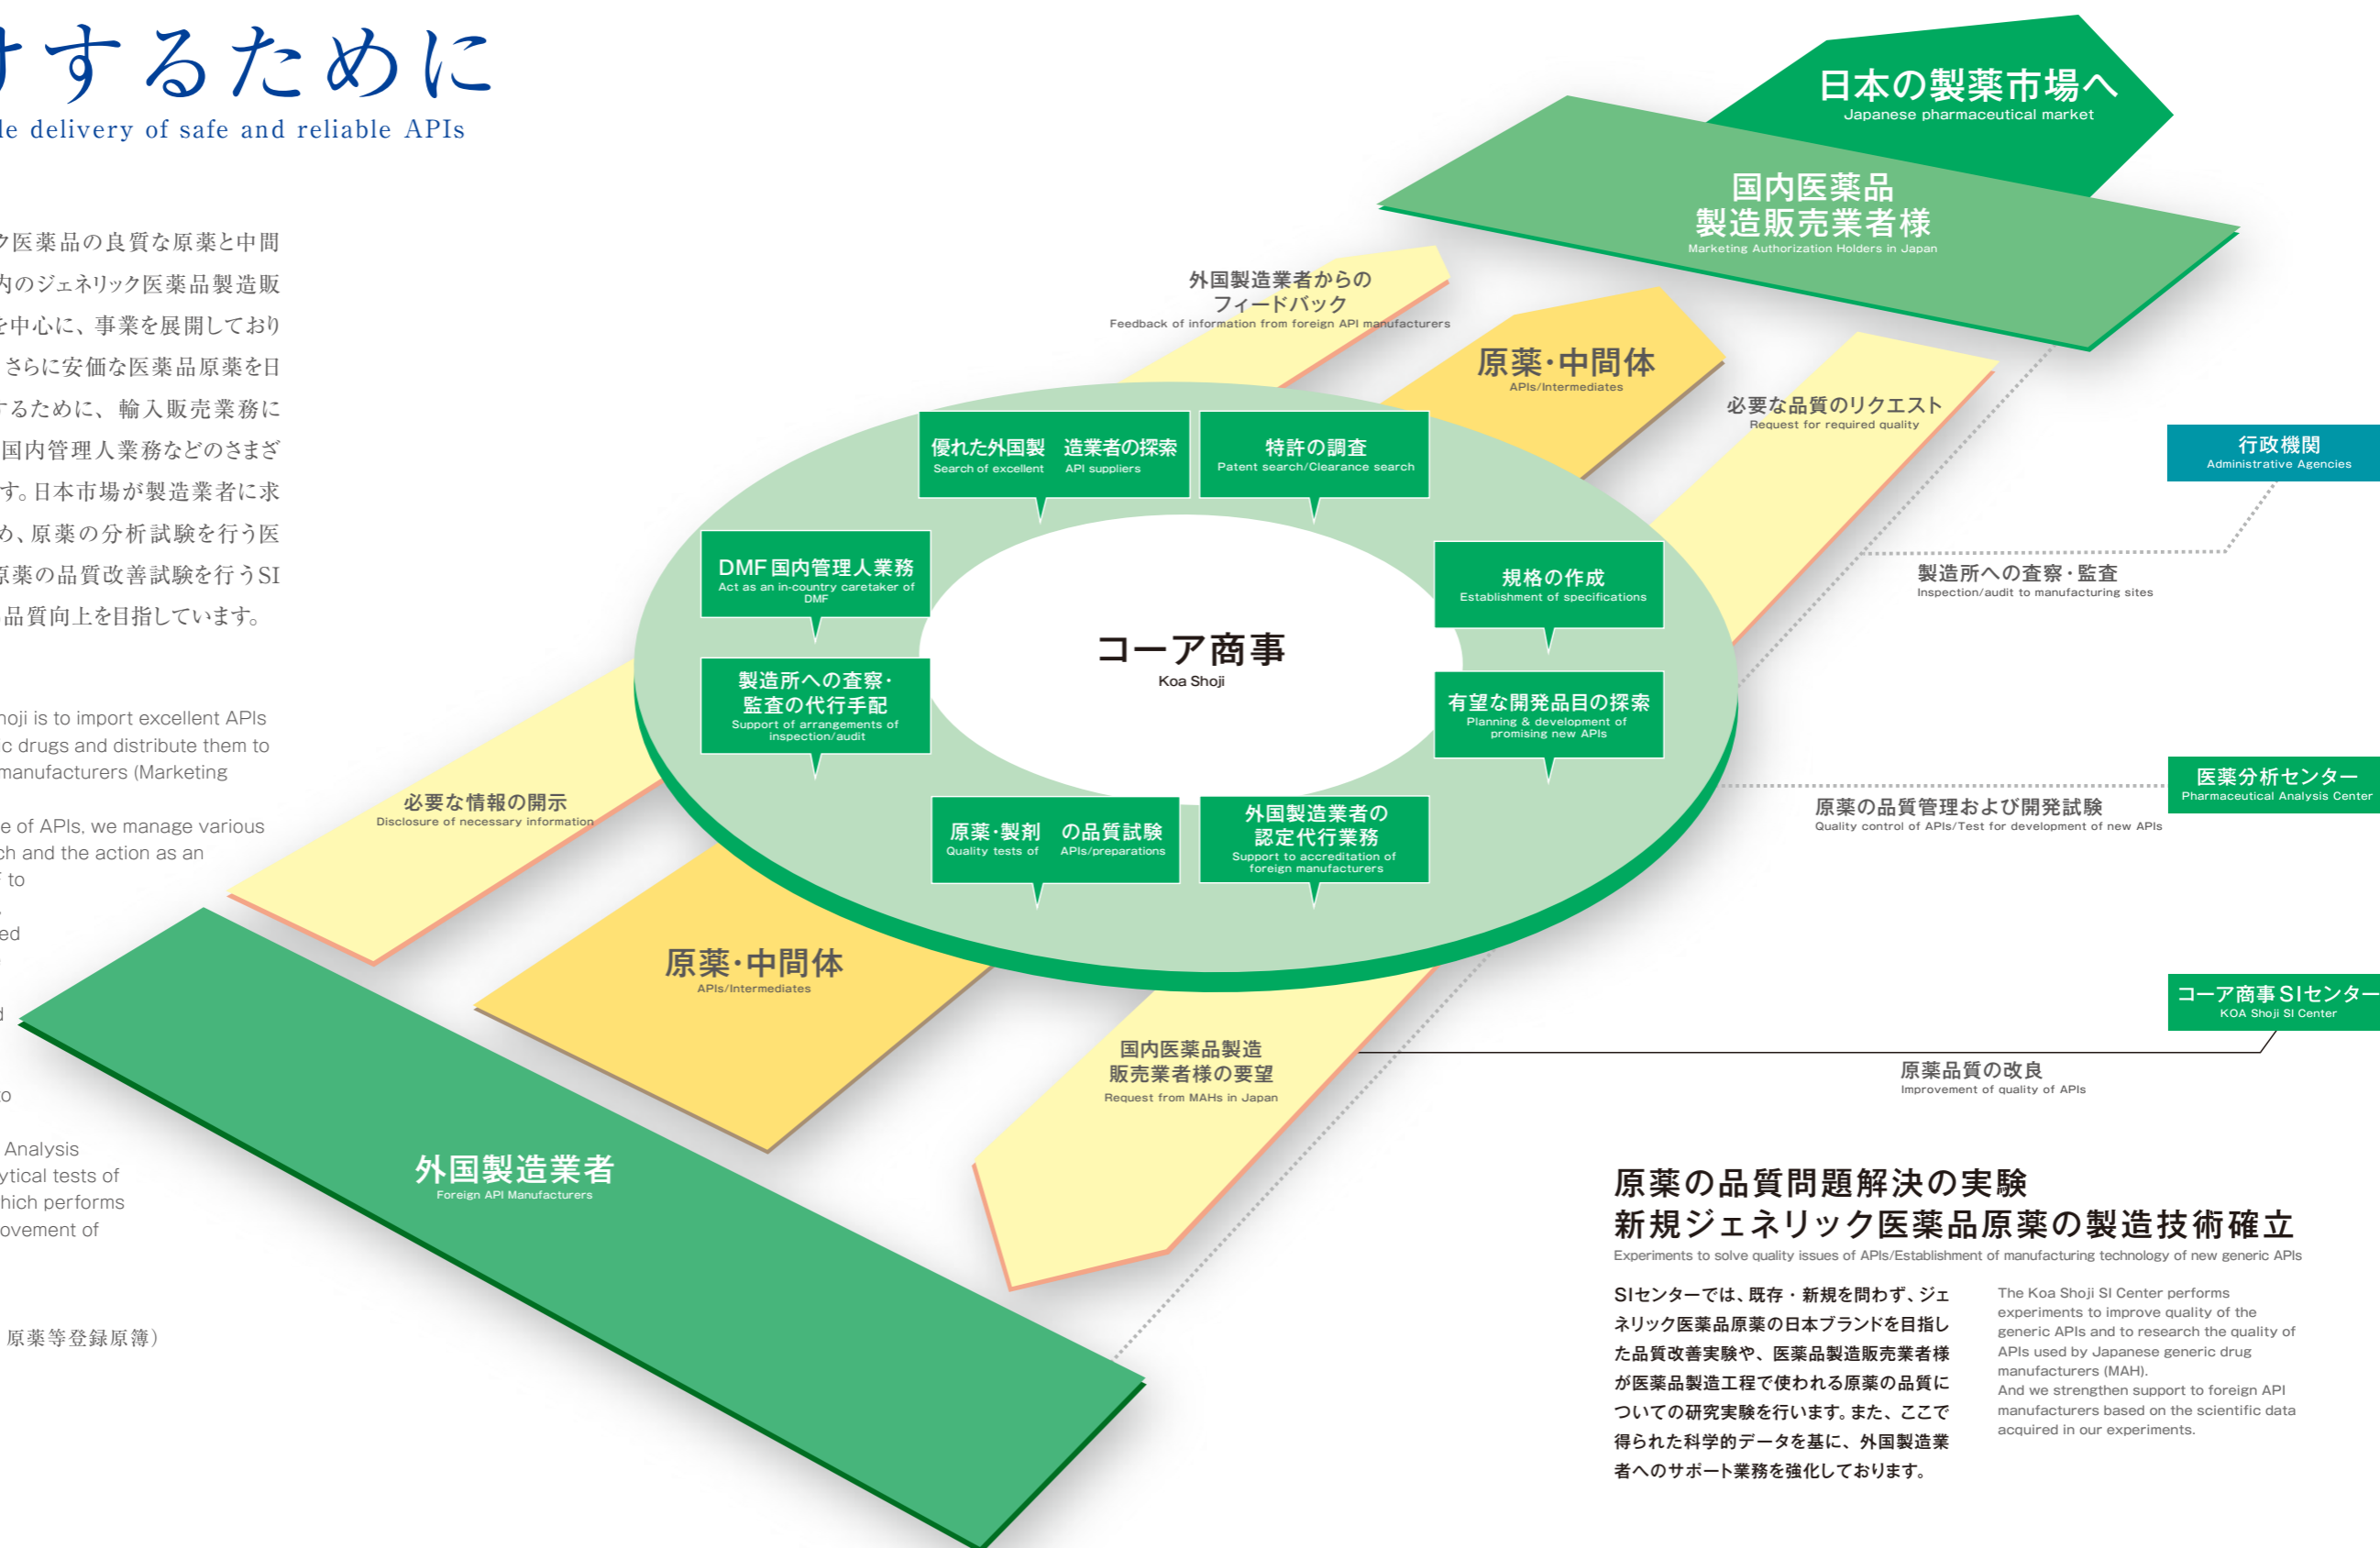 けするために
le delivery of safe and reliable APIs
ク医薬品の良質な原薬と中間
内のジェネリック医薬品製造販
を中心に、事業を展開しており
さらに安価な医薬品原薬を日
するために、輸入販売業務に
国内管理人業務などのさまざ
す。日本市場が製造業者に求
め、原薬の分析試験を行う医
原薬の品質改善試験を行うSI
品質向上を目指しています。
hoji is to import excellent APIs
ic drugs and distribute them to
manufacturers (Marketing
e of APIs, we manage various
ch and the action as an
to
ed
to
Analysis
ytical tests of
which performs
ovement of
原薬等登録原簿）
日本の製薬市場へ
Japanese pharmaceutical market
国内医薬品
製造販売業者様
Marketing Authorization Holders in Japan
外国製造業者からの
フィードバック
Feedback of information from foreign API manufacturers
原薬・中間体
APIs/Intermediates
必要な品質のリクエスト
Request for required quality
行政機関
Administrative Agencies
製造所への査察・監査
Inspection/audit to manufacturing sites
優れた外国製　造業者の探索
Search of excellent API suppliers
特許の調査
Patent search/Clearance search
DMF国内管理人業務
Act as an in-country caretaker of
DMF
規格の作成
Establishment of specifications
コーア商事
Koa Shoji
製造所への査察・
監査の代行手配
Support of arrangements of
inspection/audit
有望な開発品目の探索
Planning & development of
promising new APIs
原薬・製剤　の品質試験
Quality tests of APIs/preparations
外国製造業者の
認定代行業務
Support to accreditation of
foreign manufacturers
医薬分析センター
Pharmaceutical Analysis Center
原薬の品質管理および開発試験
Quality control of APIs/Test for development of new APIs
必要な情報の開示
Disclosure of necessary information
原薬・中間体
APIs/Intermediates
国内医薬品製造
販売業者様の要望
Request from MAHs in Japan
コーア商事SIセンター
KOA Shoji SI Center
原薬品質の改良
Improvement of quality of APIs
外国製造業者
Foreign API Manufacturers
原薬の品質問題解決の実験
新規ジェネリック医薬品原薬の製造技術確立
Experiments to solve quality issues of APIs/Establishment of manufacturing technology of new generic APIs
SIセンターでは、既存・新規を問わず、ジェ
ネリック医薬品原薬の日本ブランドを目指し
た品質改善実験や、医薬品製造販売業者様
が医薬品製造工程で使われる原薬の品質に
ついての研究実験を行います。また、ここで
得られた科学的データを基に、外国製造業
者へのサポート業務を強化しております。
The Koa Shoji SI Center performs
experiments to improve quality of the
generic APIs and to research the quality of
APIs used by Japanese generic drug
manufacturers (MAH).
And we strengthen support to foreign API
manufacturers based on the scientific data
acquired in our experiments.